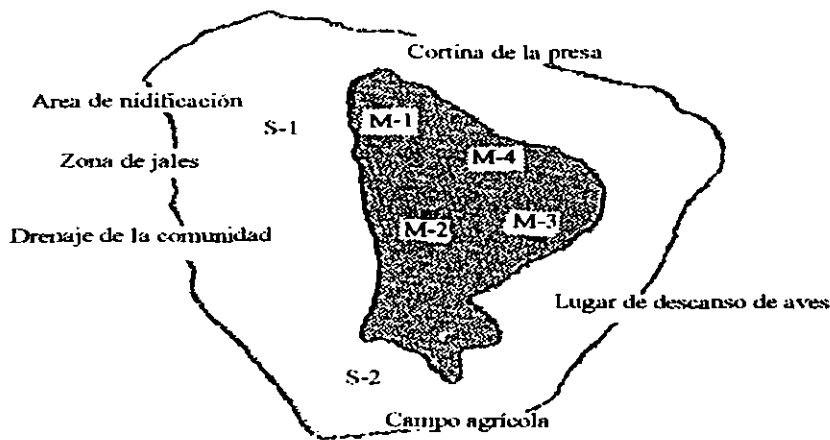 Cortina de la presa
Area de nidificación
S-1
M-1
Zona de jales
M-4
Drenaje de la comunidad
M-2
M-3
Lugar de descanso de aves
S-2
Campo agrícola